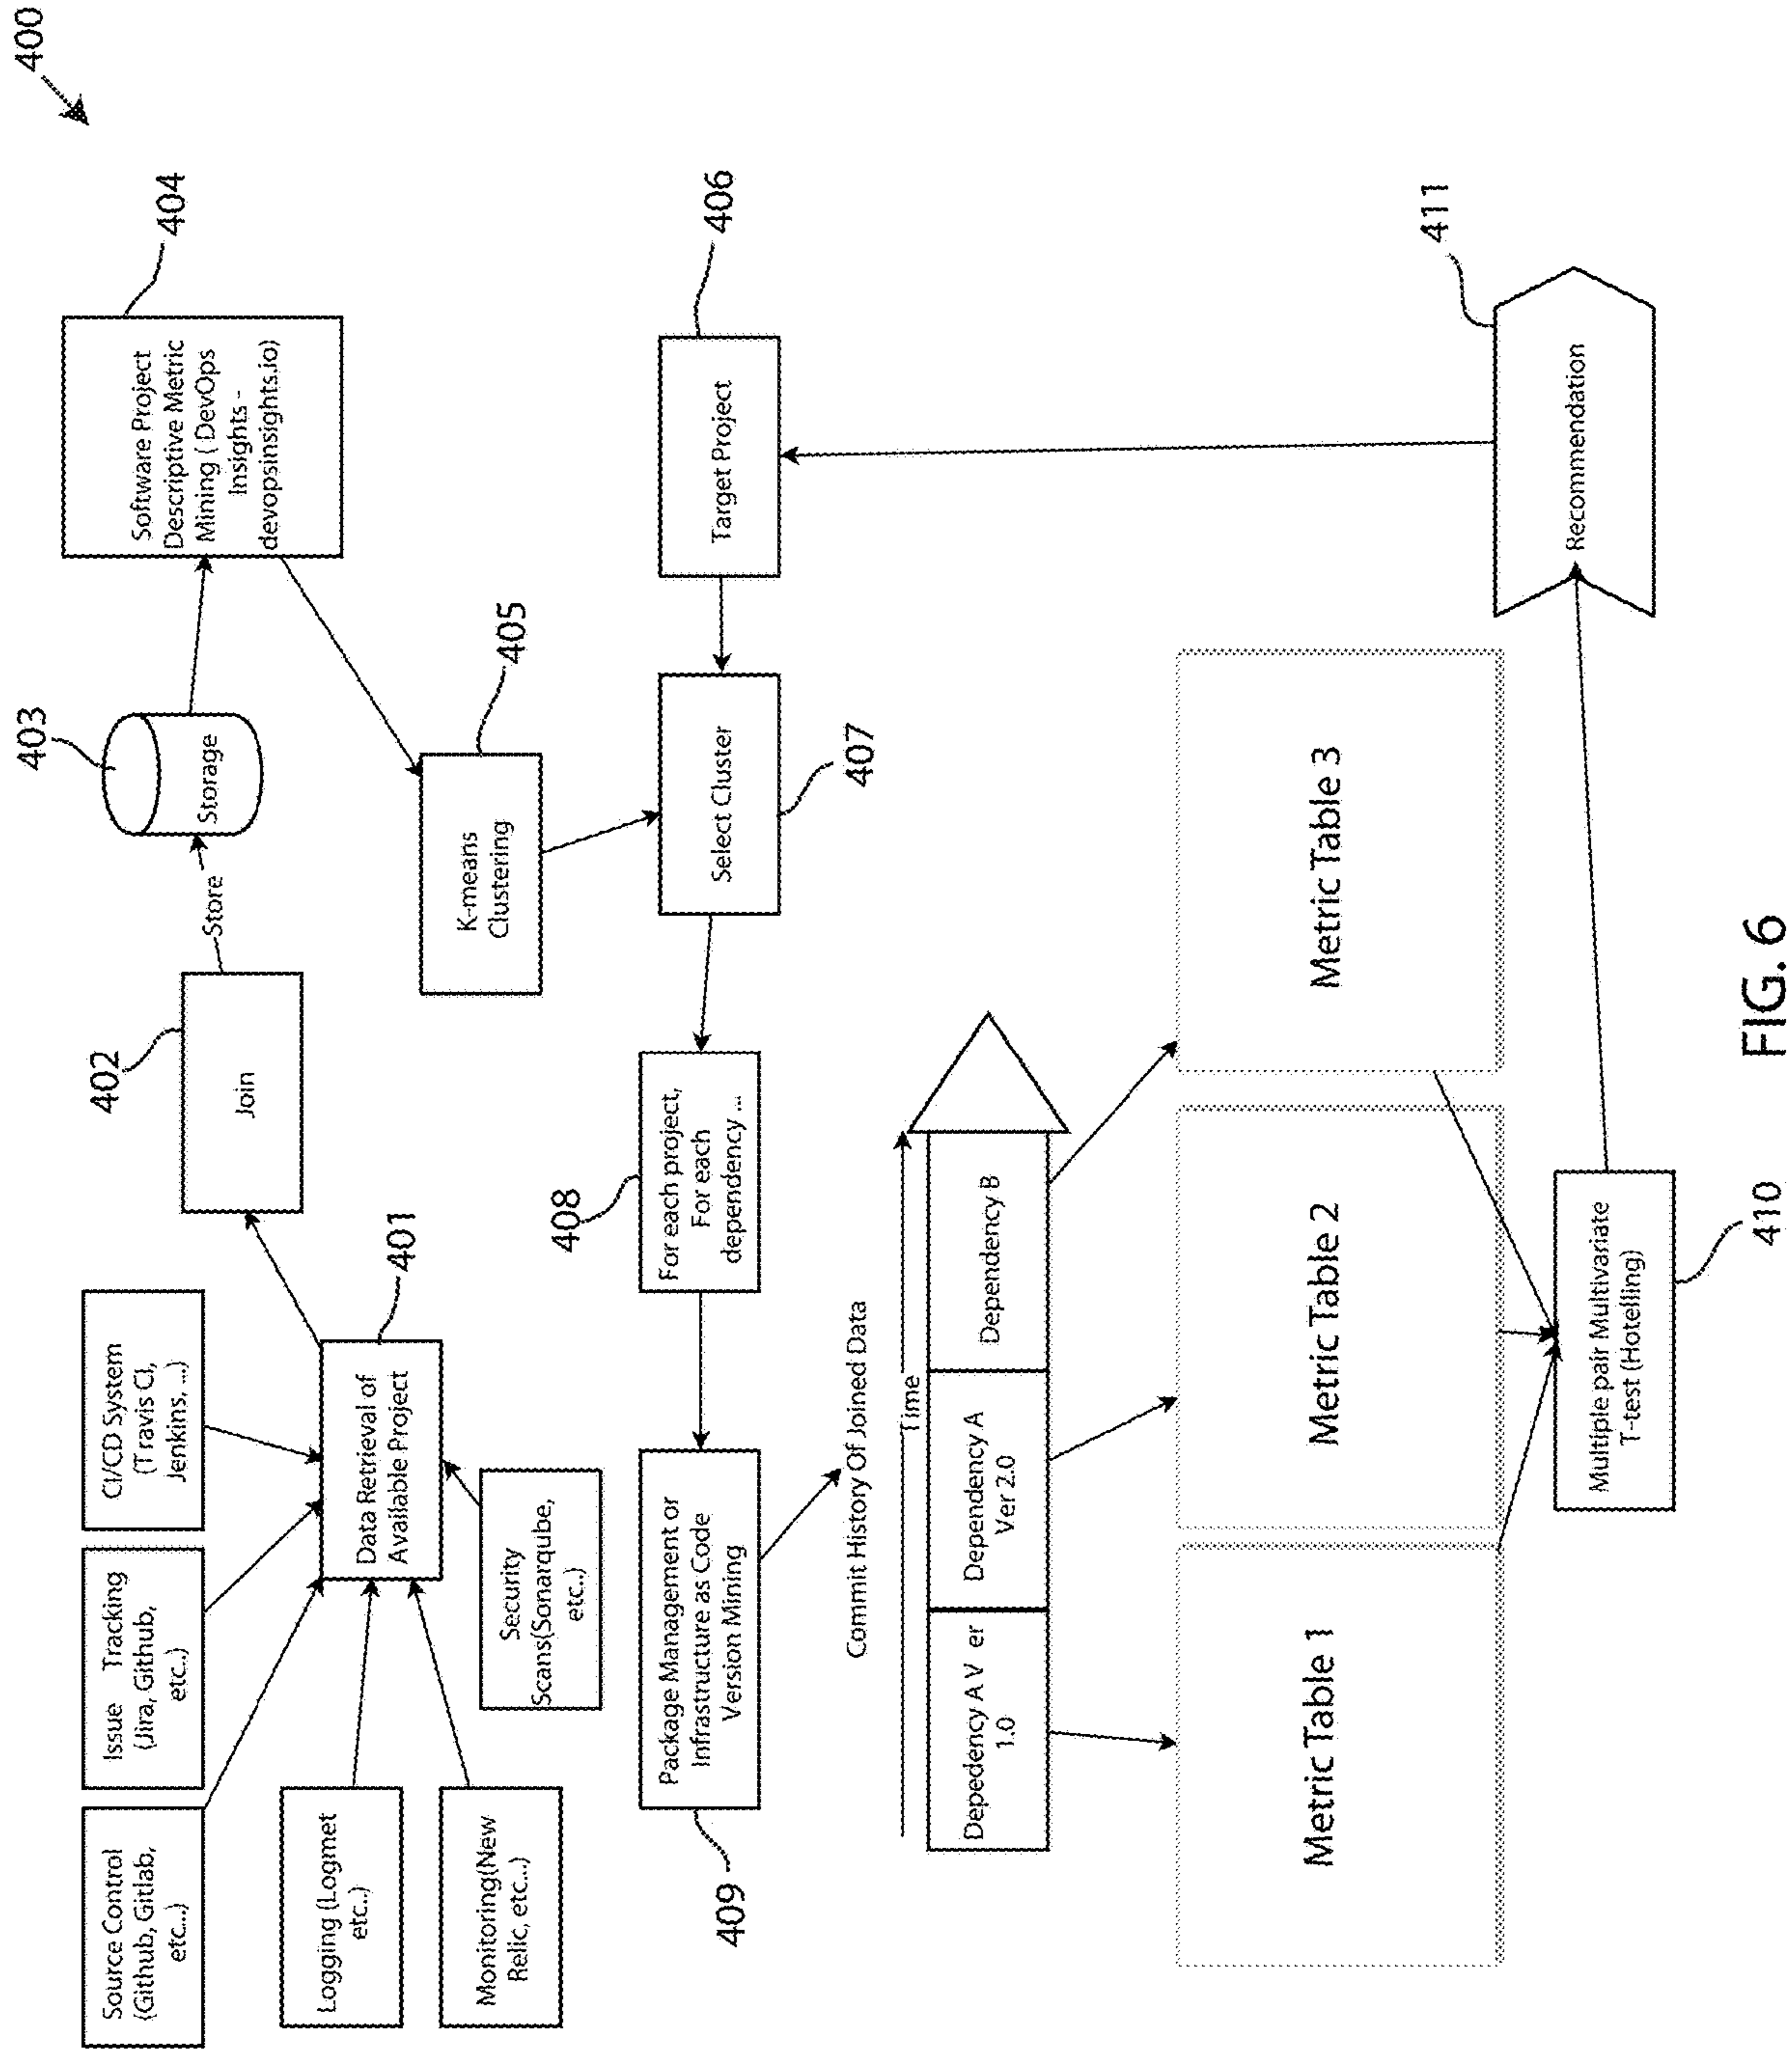 400
Source Control
(Github, Gitlab,
etc...)
Issue Tracking
(Jira, Github,
etc..)
CI/CD System
(Travis CI,
Jenkins, ...)
402
Join
Store
403
Storage
404
Software Project
Descriptive Metric
Mining ( DevOps
Insights -
devopsinsights.io)
Logging (Logmet
etc..)
Data Retrieval of
Available Project
401
Monitoring(New
Relic, etc...)
Security
Scans(Sonarqube,
etc..)
K-means
Clustering
405
409
Package Management or
Infrastructure as Code
Version Mining
408
For each project,
For each
dependency ...
Select Cluster
407
Target Project
406
Commit History Of Joined Data
Time
Depedency A V er
1.0
Dependency A
Ver 2.0
Dependency B
Metric Table 1
Metric Table 2
Metric Table 3
Multiple pair Multivariate
T-test (Hotelling)
410
Recommendation
411
FIG. 6